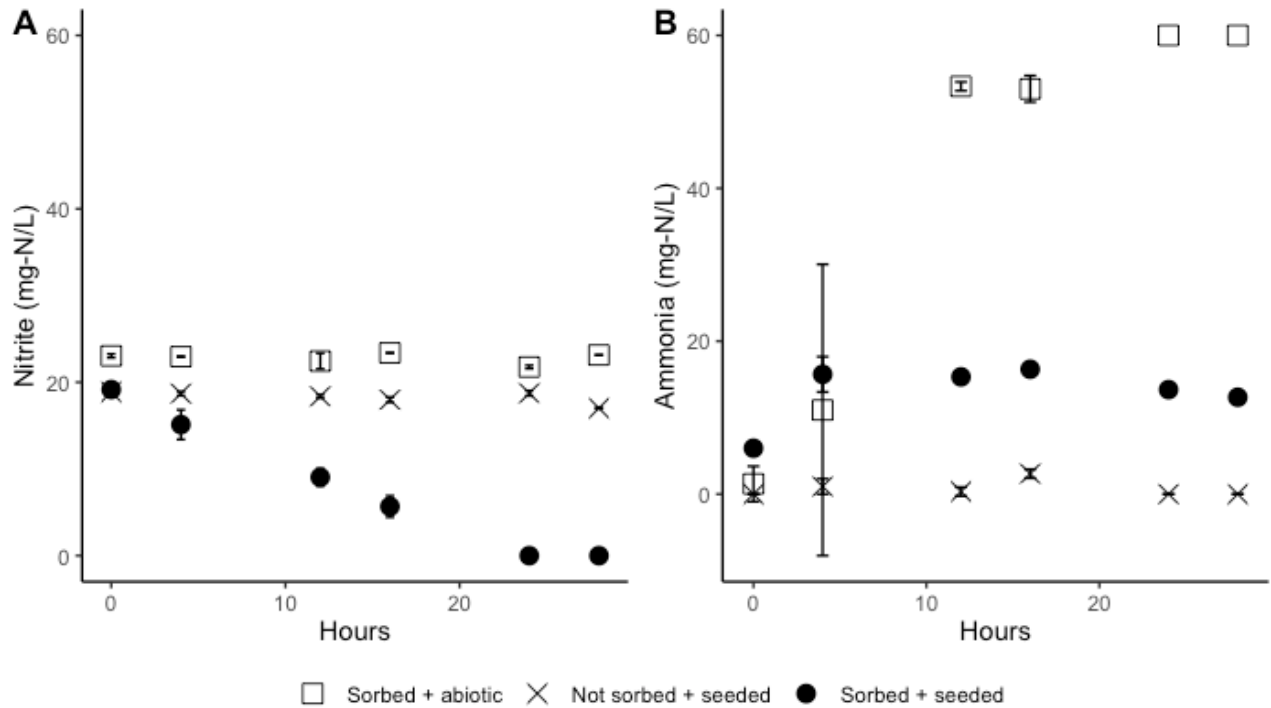 A
B
60
40
20
0
Nitrite (mg-N/L)
0 10 20
Hours
60
40
20
0
Ammonia (mg-N/L)
0 10 20
Hours
Sorbed + abiotic Not sorbed + seeded Sorbed + seeded